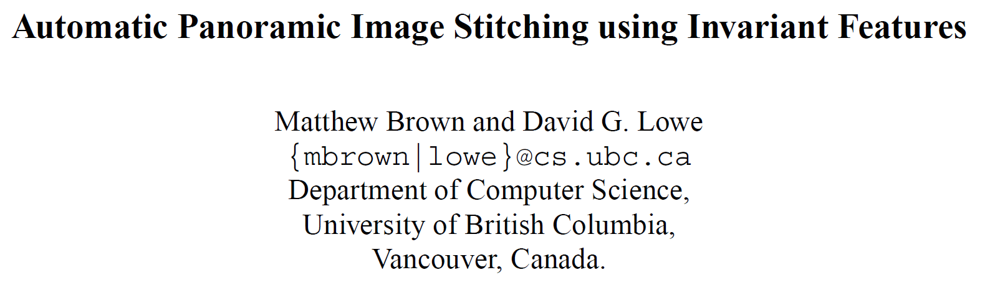 Automatic Panoramic Image Stitching using Invariant Features
Matthew Brown and David G. Lowe
{mbrown|lowe}@cs.ubc.ca
Department of Computer Science,
University of British Columbia,
Vancouver, Canada.